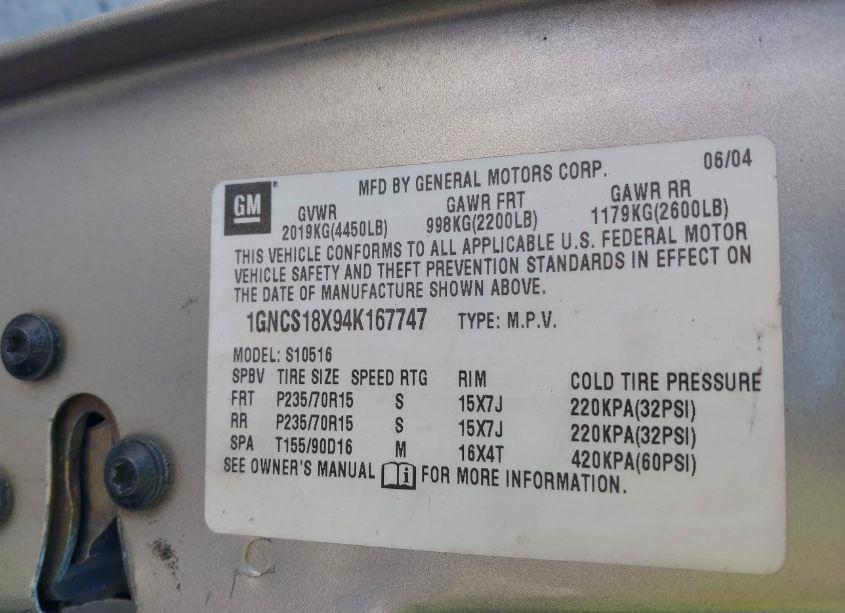 GM ® MFD BY GENERAL MOTORS CORP. 06/04
GVWR GAWR FRT GAWR RR
2019KG(4450LB) 998KG(2200LB) 1179KG(2600LB)
THIS VEHICLE CONFORMS TO ALL APPLICABLE U.S. FEDERAL MOTOR
VEHICLE SAFETY AND THEFT PREVENTION STANDARDS IN EFFECT ON
THE DATE OF MANUFACTURE SHOWN ABOVE.
1GNCS18X94K167747 TYPE: M.P.V.
MODEL: S10516
SPBV TIRE SIZE SPEED RTG RIM COLD TIRE PRESSURE
FRT P235/70R15 S 15X7J 220KPA(32PSI)
RR P235/70R15 S 15X7J 220KPA(32PSI)
SPA T155/90D16 M 16X4T 420KPA(60PSI)
SEE OWNER'S MANUAL i FOR MORE INFORMATION.